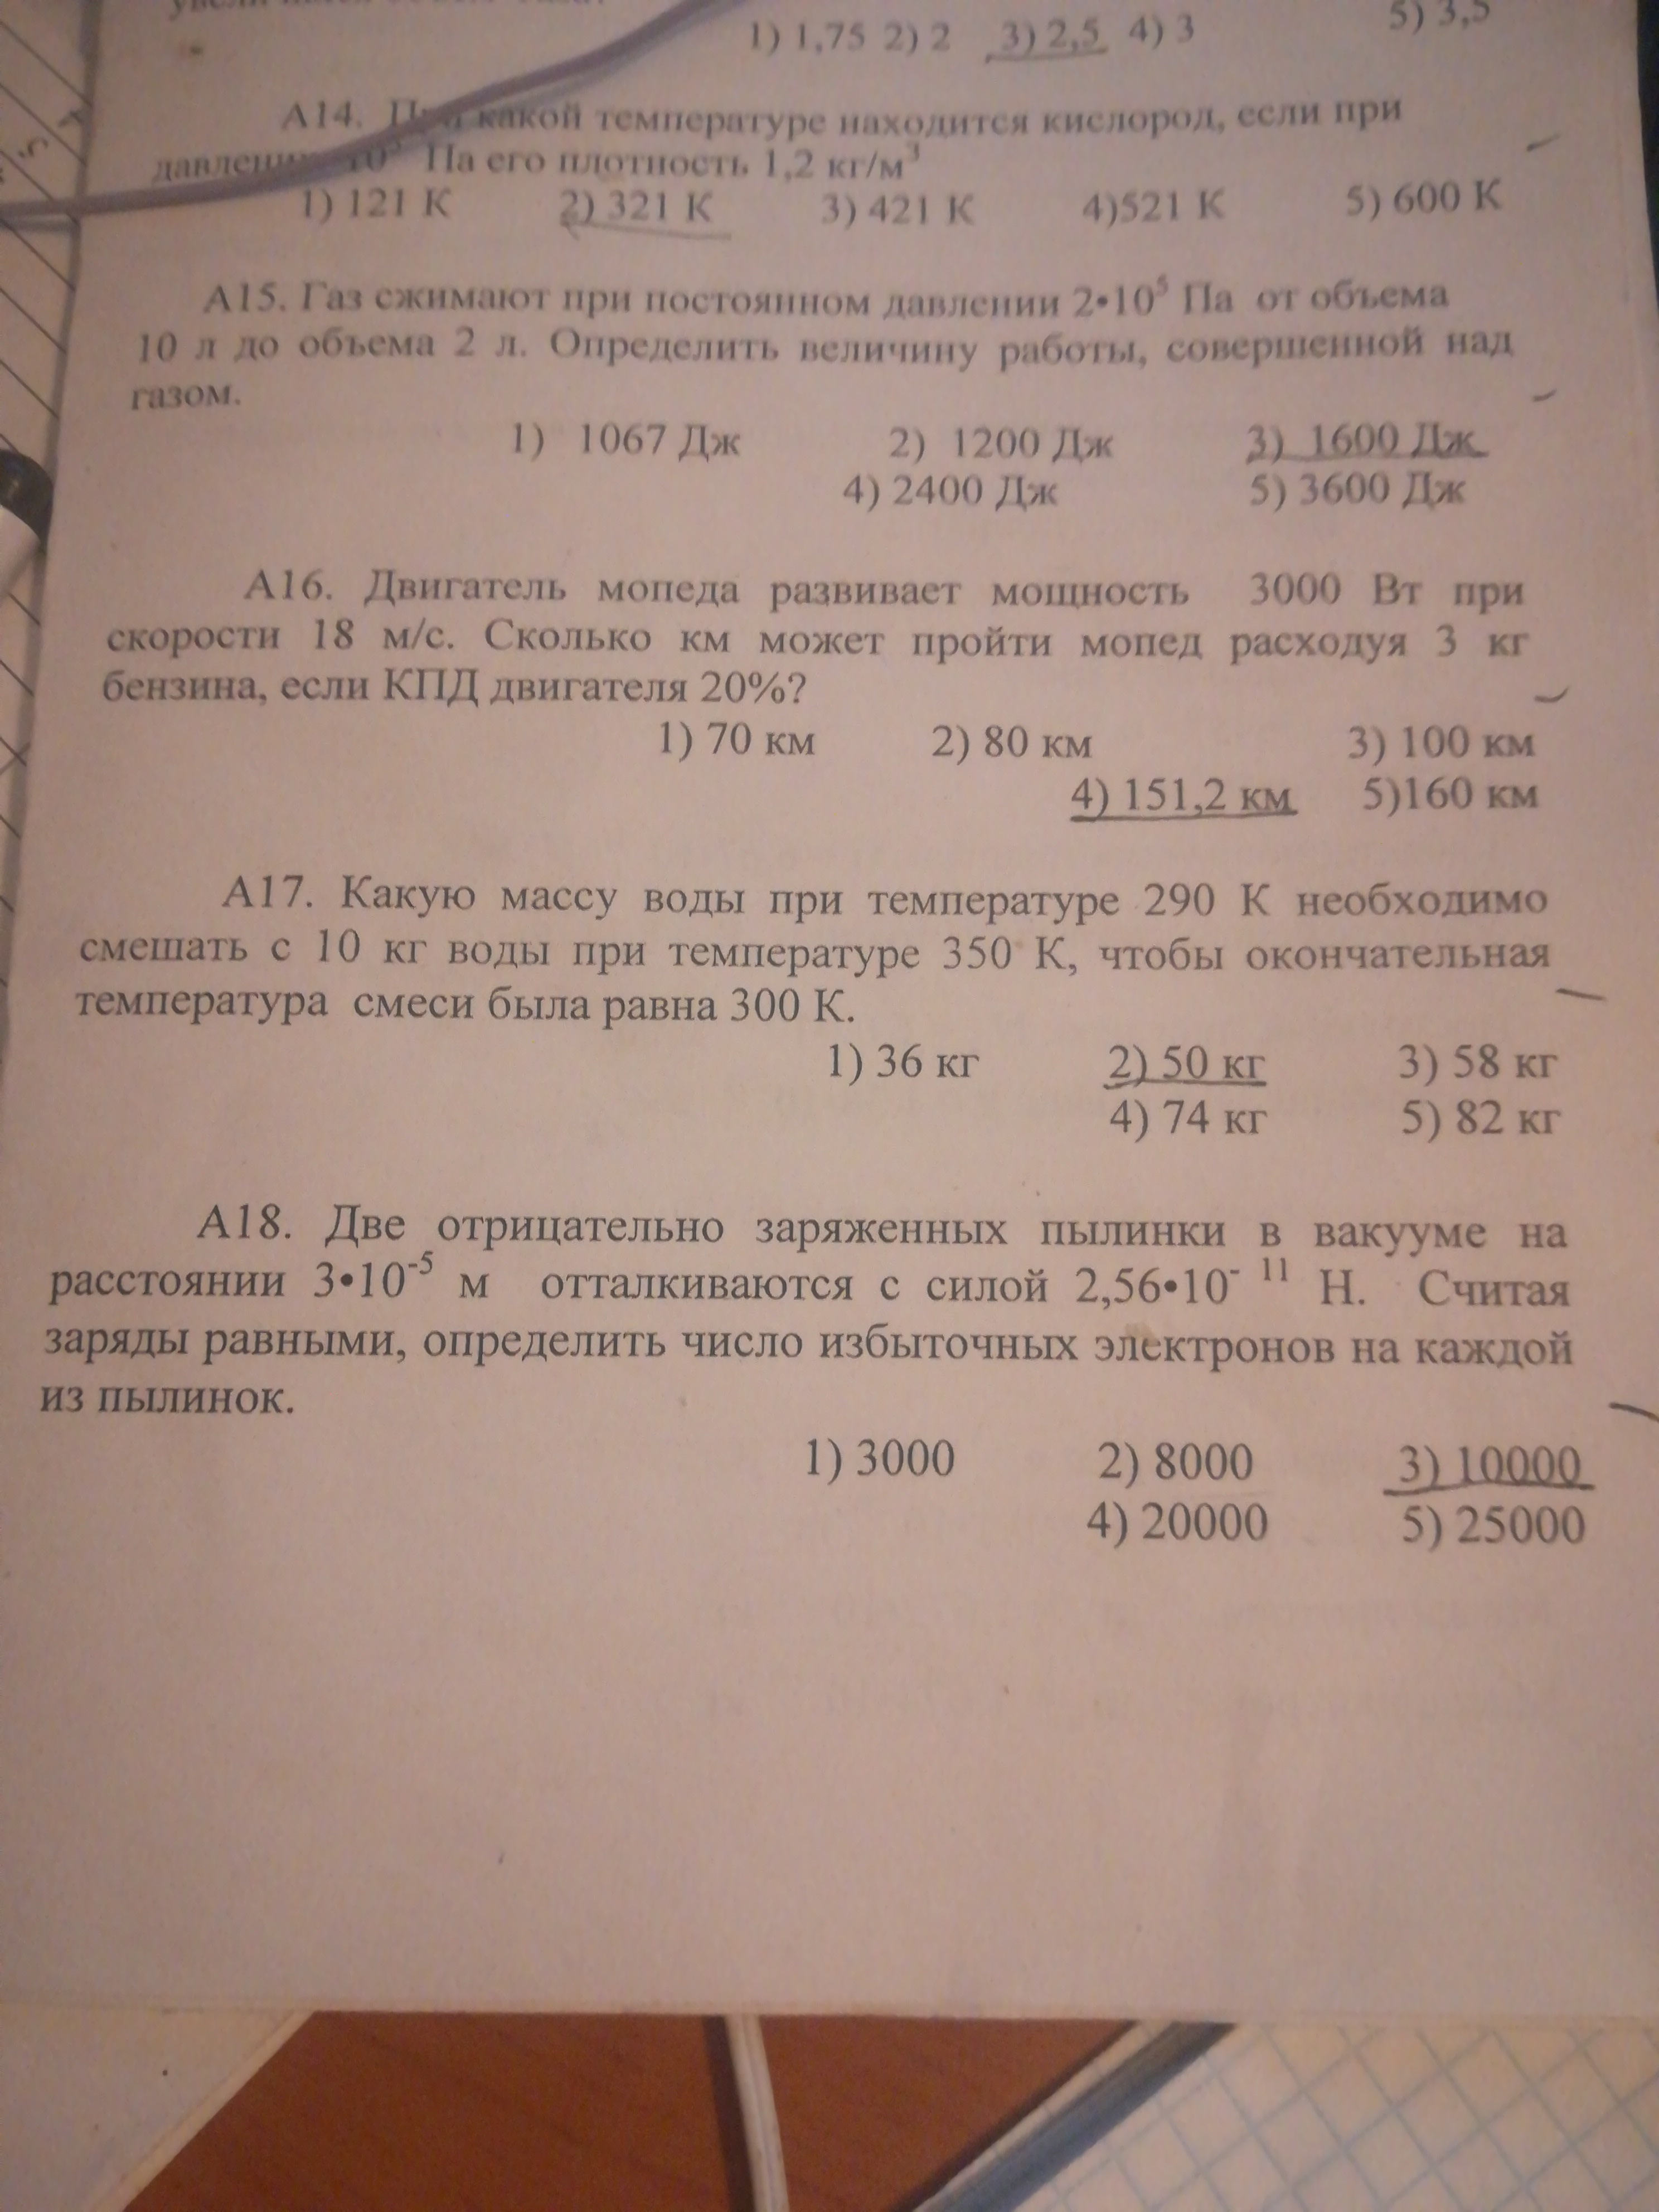 1) 1,75 2) 2 3) 2,5 4) 3 5) 3,5
А14. При какой температуре находится кислород, если при
давлении 10⁵ Па его плотность 1,2 кг/м³
1) 121 К 2) 321 К 3) 421 К 4)521 К 5) 600 К
А15. Газ сжимают при постоянном давлении 2•10⁵ Па от объема
10 л до объема 2 л. Определить величину работы, совершенной над
газом.
1) 1067 Дж 2) 1200 Дж 3) 1600 Дж
4) 2400 Дж 5) 3600 Дж
А16. Двигатель мопеда развивает мощность 3000 Вт при
скорости 18 м/с. Сколько км может пройти мопед расходуя 3 кг
бензина, если КПД двигателя 20%?
1) 70 км 2) 80 км 3) 100 км
4) 151,2 км 5)160 км
А17. Какую массу воды при температуре 290 К необходимо
смешать с 10 кг воды при температуре 350 К, чтобы окончательная
температура смеси была равна 300 К.
1) 36 кг 2) 50 кг 3) 58 кг
4) 74 кг 5) 82 кг
А18. Две отрицательно заряженных пылинки в вакууме на
расстоянии 3•10⁻⁵ м отталкиваются с силой 2,56•10⁻ ¹¹ Н. Считая
заряды равными, определить число избыточных электронов на каждой
из пылинок.
1) 3000 2) 8000 3) 10000
4) 20000 5) 25000